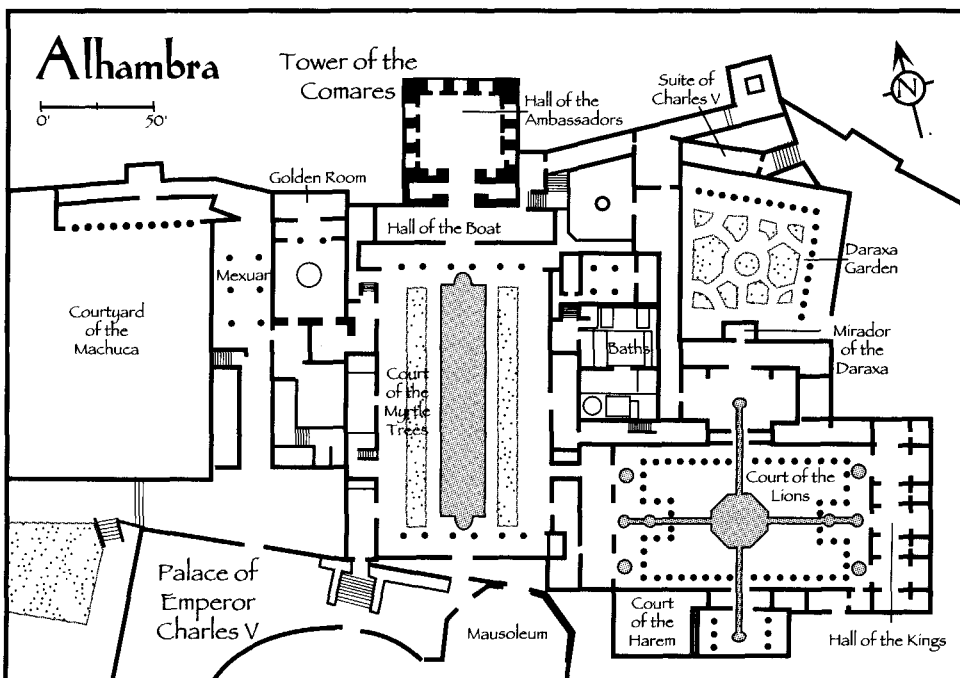 Alhambra
0'
50'
Tower of the
Comares
Hall of the
Ambassadors
Suite of
Charles V
N
Golden Room
Hall of the Boat
Mexuar
Courtyard
of the
Machuca
Daraxa
Garden
Mirador
of the
Daraxa
Baths
Court
of the
Myrtle
Trees
Court of the
Lions
Palace of
Emperor
Charles V
Mausoleum
Court
of the
Harem
Hall of the Kings